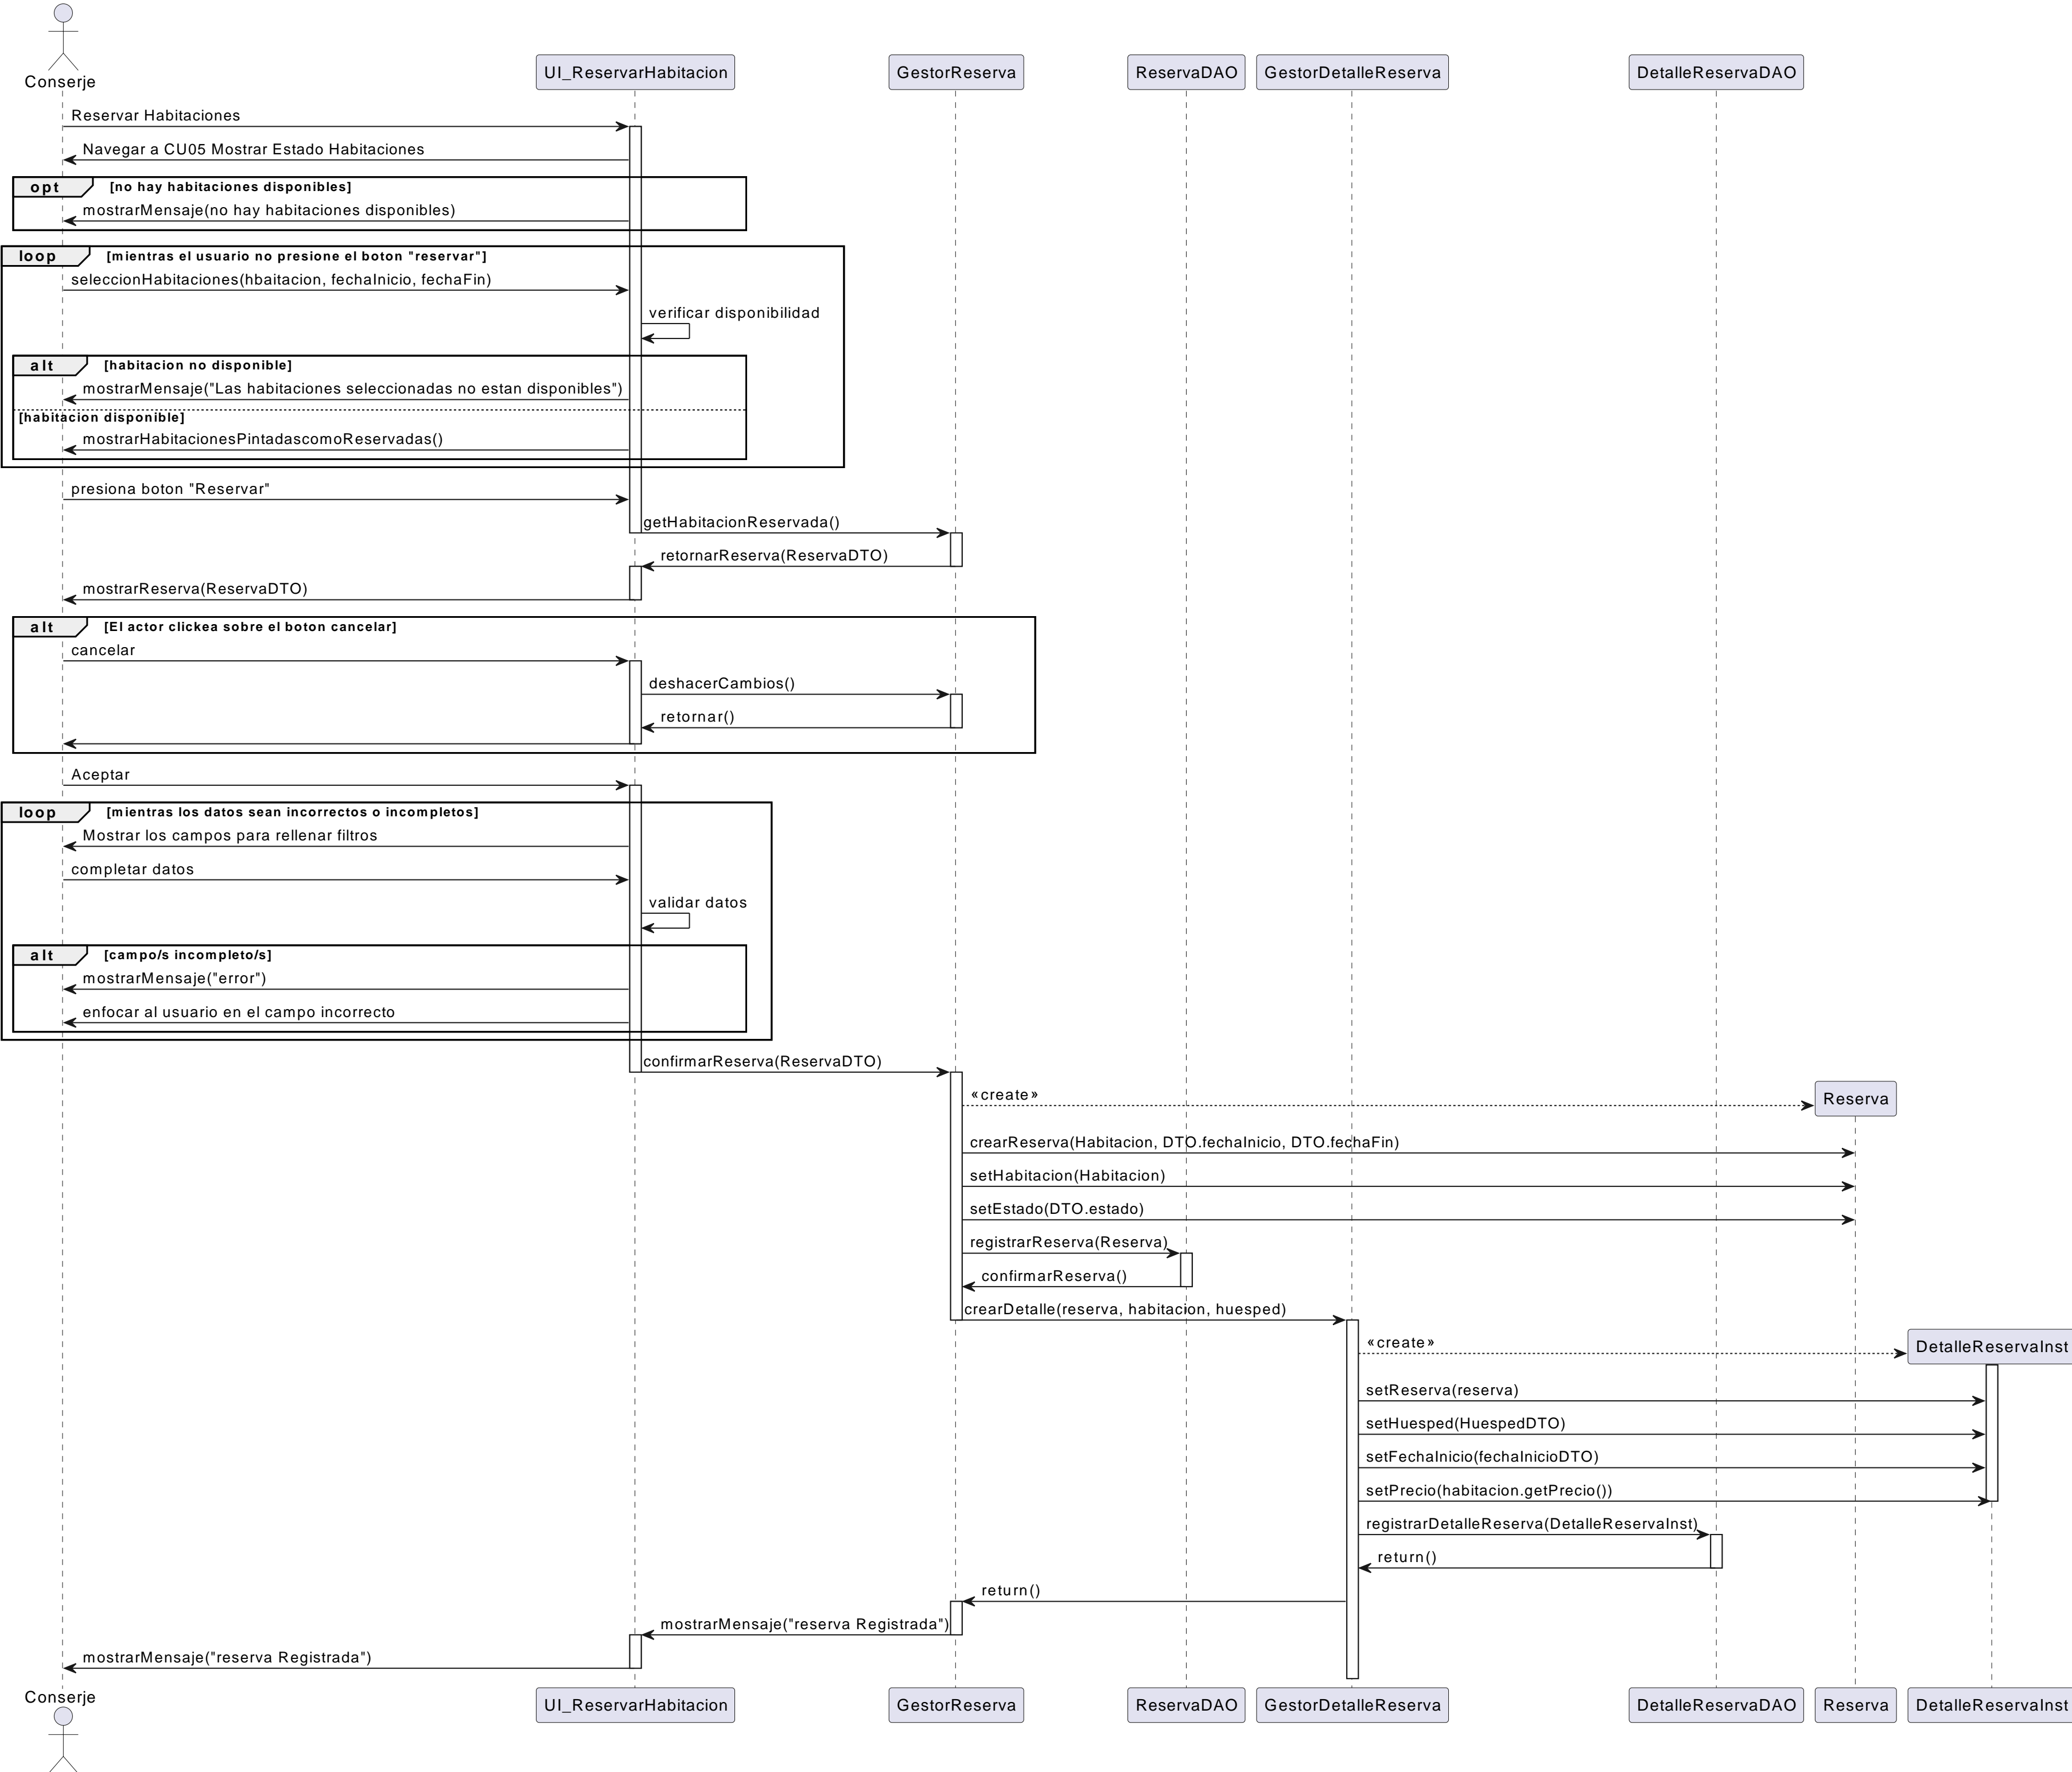 Conserje
UI_ReservarHabitacion
GestorReserva
ReservaDAO
GestorDetalleReserva
DetalleReservaDAO
Reservar Habitaciones
Navegar a CU05 Mostrar Estado Habitaciones
opt
[no hay habitaciones disponibles]
mostrarMensaje(no hay habitaciones disponibles)
loop
[mientras el usuario no presione el boton "reservar"]
seleccionHabitaciones(hbaitacion, fechaInicio, fechaFin)
verificar disponibilidad
alt
[habitacion no disponible]
mostrarMensaje("Las habitaciones seleccionadas no estan disponibles")
[habitacion disponible]
mostrarHabitacionesPintadascomoReservadas()
presiona boton "Reservar"
getHabitacionReservada()
retornarReserva(ReservaDTO)
mostrarReserva(ReservaDTO)
alt
[El actor clickea sobre el boton cancelar]
cancelar
deshacerCambios()
retornar()
Aceptar
loop
[mientras los datos sean incorrectos o incompletos]
Mostrar los campos para rellenar filtros
completar datos
validar datos
alt
[campo/s incompleto/s]
mostrarMensaje("error")
enfocar al usuario en el campo incorrecto
confirmarReserva(ReservaDTO)
«create»
Reserva
crearReserva(Habitacion, DTO.fechaInicio, DTO.fechaFin)
setHabitacion(Habitacion)
setEstado(DTO.estado)
registrarReserva(Reserva)
confirmarReserva()
crearDetalle(reserva, habitacion, huesped)
«create»
DetalleReservaInst
setReserva(reserva)
setHuesped(HuespedDTO)
setFechaInicio(fechaInicioDTO)
setPrecio(habitacion.getPrecio())
registrarDetalleReserva(DetalleReservaInst)
return()
return()
mostrarMensaje("reserva Registrada")
mostrarMensaje("reserva Registrada")
Conserje
UI_ReservarHabitacion
GestorReserva
ReservaDAO
GestorDetalleReserva
DetalleReservaDAO
Reserva
DetalleReservaInst